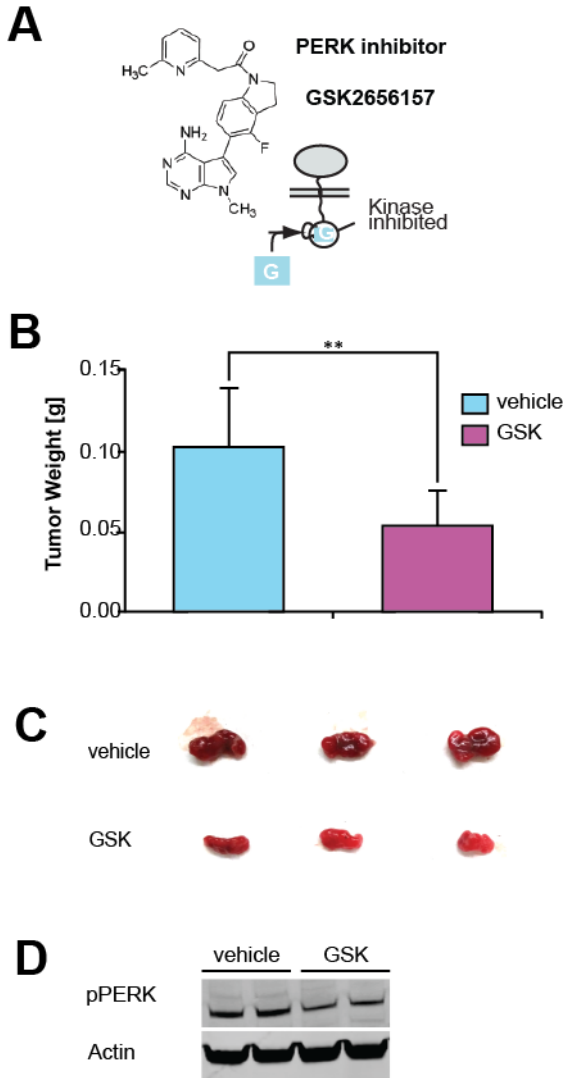 A
PERK inhibitor
GSK2656157
H₃C
N
O
N
NH₂
F
N
N
N
CH₃
Kinase
inhibited
G
G
B
**
0.15
0.10
0.05
0.00
Tumor Weight [g]
vehicle
GSK
C
vehicle
GSK
D
vehicle GSK
pPERK
Actin